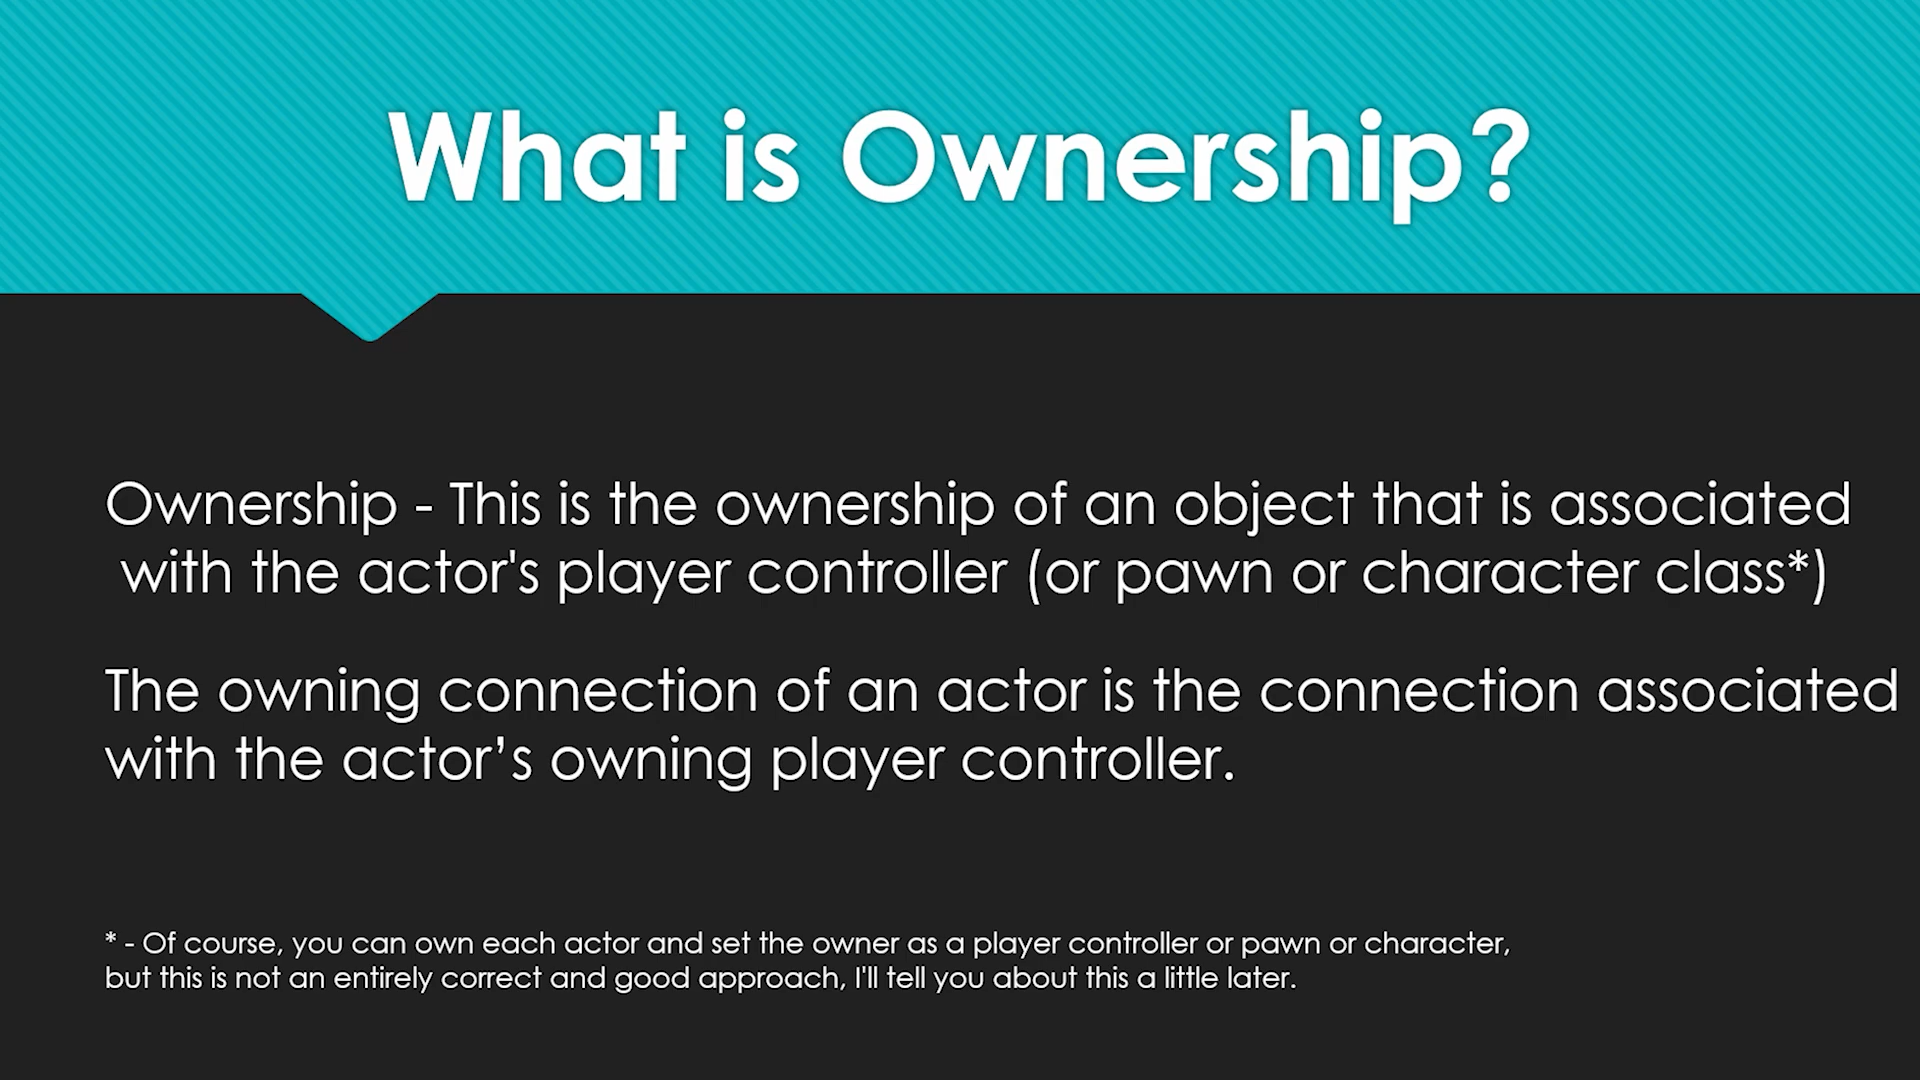 What is Ownership?
Ownership - This is the ownership of an object that is associated
with the actor's player controller (or pawn or character class*)
The owning connection of an actor is the connection associated
with the actor’s owning player controller.
* - Of course, you can own each actor and set the owner as a player controller or pawn or character,
but this is not an entirely correct and good approach, I'll tell you about this a little later.